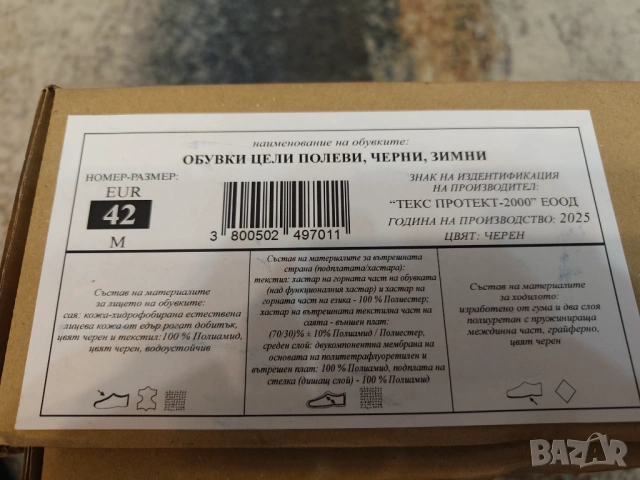 наименование на обувките:
ОБУВКИ ЦЕЛИ ПОЛЕВИ, ЧЕРНИ, ЗИМНИ
НОМЕР-РАЗМЕР:
EUR
42
M
3 800502 497011
ЗНАК НА ИЗДЕНТИФИКАЦИЯ
НА ПРОИЗВОДИТЕЛ:
"ТЕКС ПРОТЕКТ-2000" ЕООД
ГОДИНА НА ПРОИЗВОДСТВО: 2025
ЦВЯТ: ЧЕРЕН
Състав на материалите
за лицето на обувките:
сая: кожа-хидрофобирана естествена
лицева кожа от едър рогат добитък,
цвят черен и текстил: 100 % Полиамид,
цвят черен, водоустойчив
Състав на материалите за вътрешната
страна (подплатата/хастара):
текстил: хастар на горната част на обувката
(над функционалния хастар) и хастар на
горната част на езика - 100 % Полиестер;
хастар на вътрешната текстилна част на
саята - външен плат:
(70/30)% ± 10% Полиамид / Полиестер,
среден слой: двукомпонентна мембрана на
основата на политетрафлуоретилен и
вътрешен плат: 100 % Полиамид, подплата на
стелка (дишащ слой) - 100 % Полиамид
Състав на материалите
за ходилото:
изработено от гума и два слоя
полиуретан с пружинираща
междинна част, грайферно,
цвят черен
BAZAR